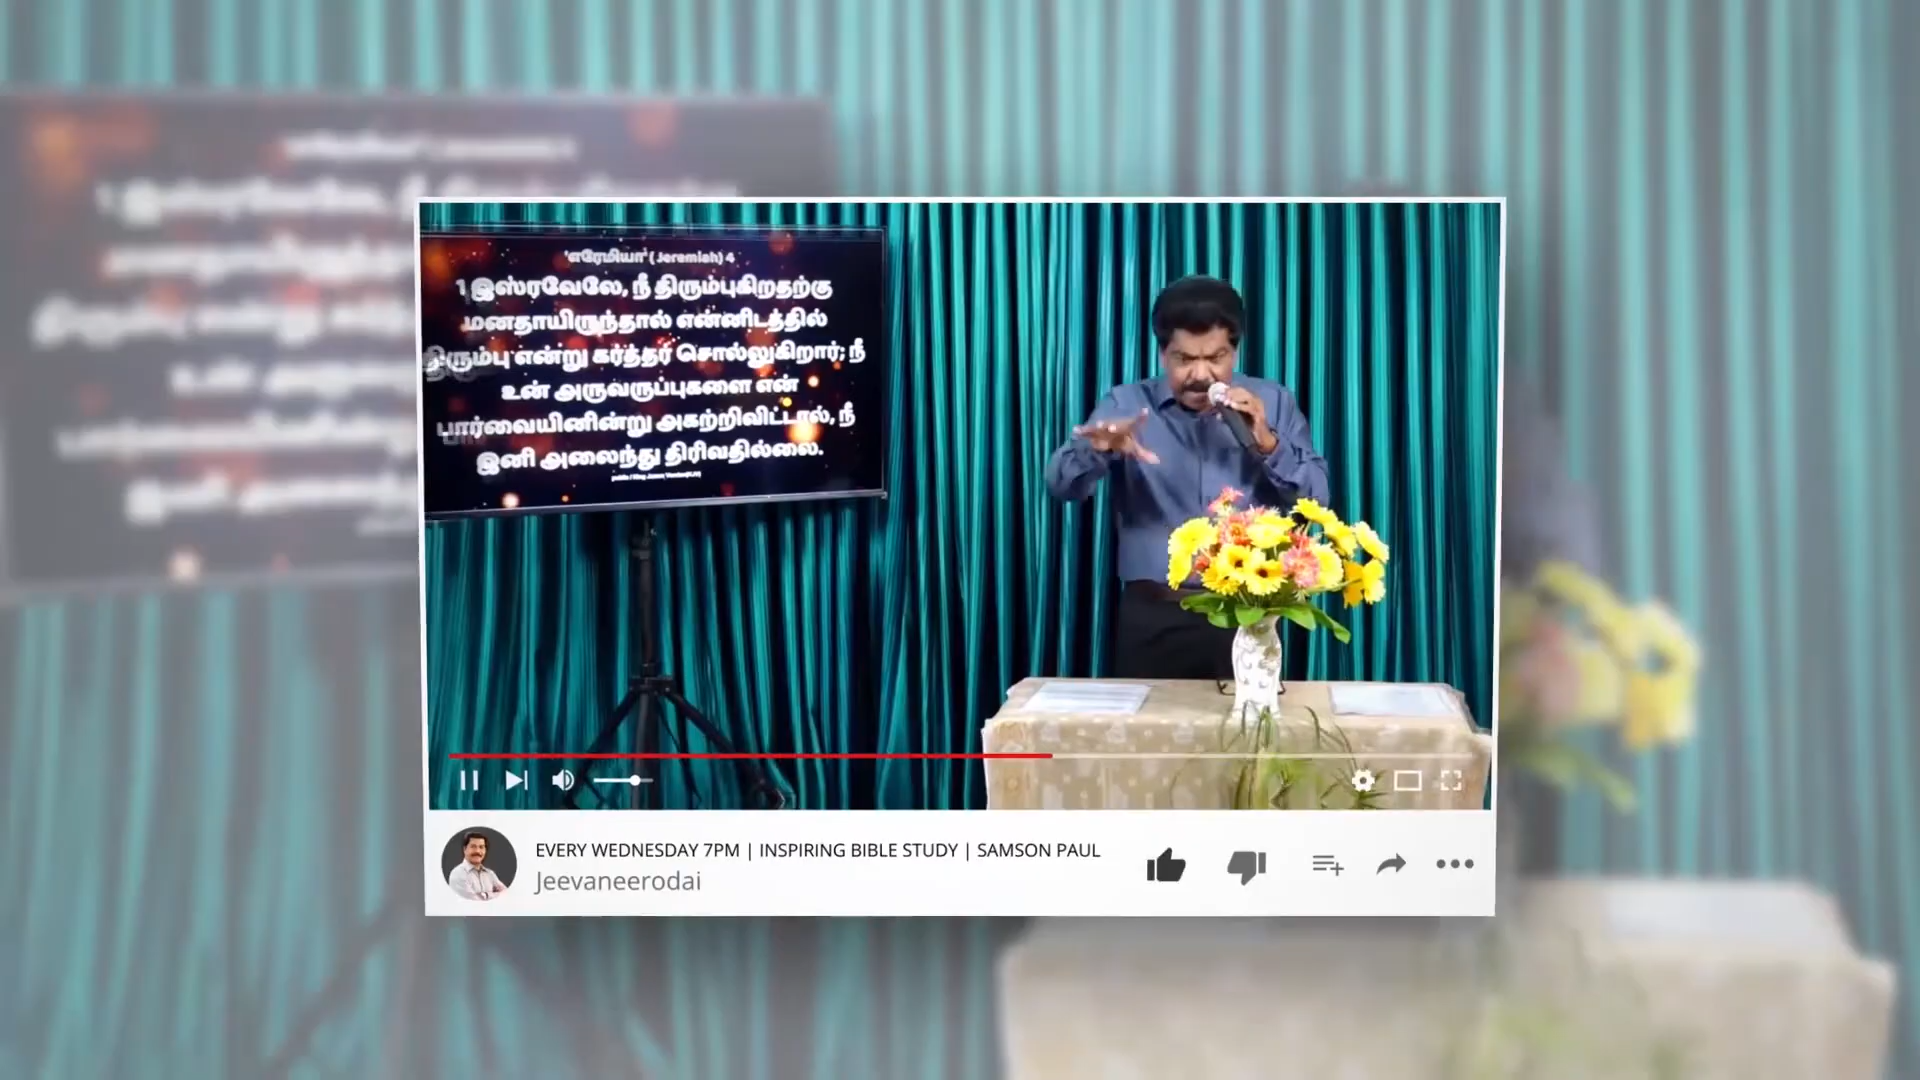 'எரேமியா' (Jeremiah) 4
1 இஸ்ரவேலே, நீ திரும்புகிறதற்கு
மனதாயிருந்தால் என்னிடத்தில்
திரும்பு என்று கர்த்தர் சொல்லுகிறார்; நீ
உன் அருவருப்புகளை என்
பார்வையினின்று அகற்றிவிட்டால், நீ
இனி அலைந்து திரிவதில்லை.
EVERY WEDNESDAY 7PM | INSPIRING BIBLE STUDY | SAMSON PAUL
Jeevaneerodai